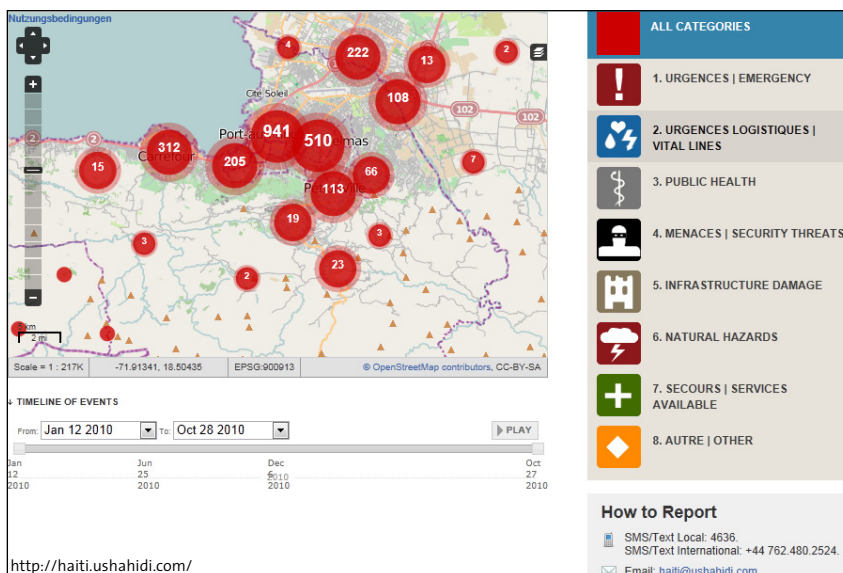 Nutzungsbedingungen
4
222
13
2
108
Cité Soleil
102
102
941
510
312
205
Carrefour
15
2
2
66
7
113
19
3
3
23
2
5 km
2 mi
Scale = 1 : 217K
-71.91341, 18.50435
EPSG:900913
© OpenStreetMap contributors, CC-BY-SA
↓ TIMELINE OF EVENTS
From: Jan 12 2010 To: Oct 28 2010
PLAY
Jan 12 2010
Jun 25 2010
Dec 2010
Oct 27 2010
http://haiti.ushahidi.com/
ALL CATEGORIES
1. URGENCES | EMERGENCY
2. URGENCES LOGISTIQUES |
VITAL LINES
3. PUBLIC HEALTH
4. MENACES | SECURITY THREATS
5. INFRASTRUCTURE DAMAGE
6. NATURAL HAZARDS
7. SECOURS | SERVICES
AVAILABLE
8. AUTRE | OTHER
How to Report
SMS/Text Local: 4636.
SMS/Text International: +44 762.480.2524.
Email: haiti@ushahidi.com